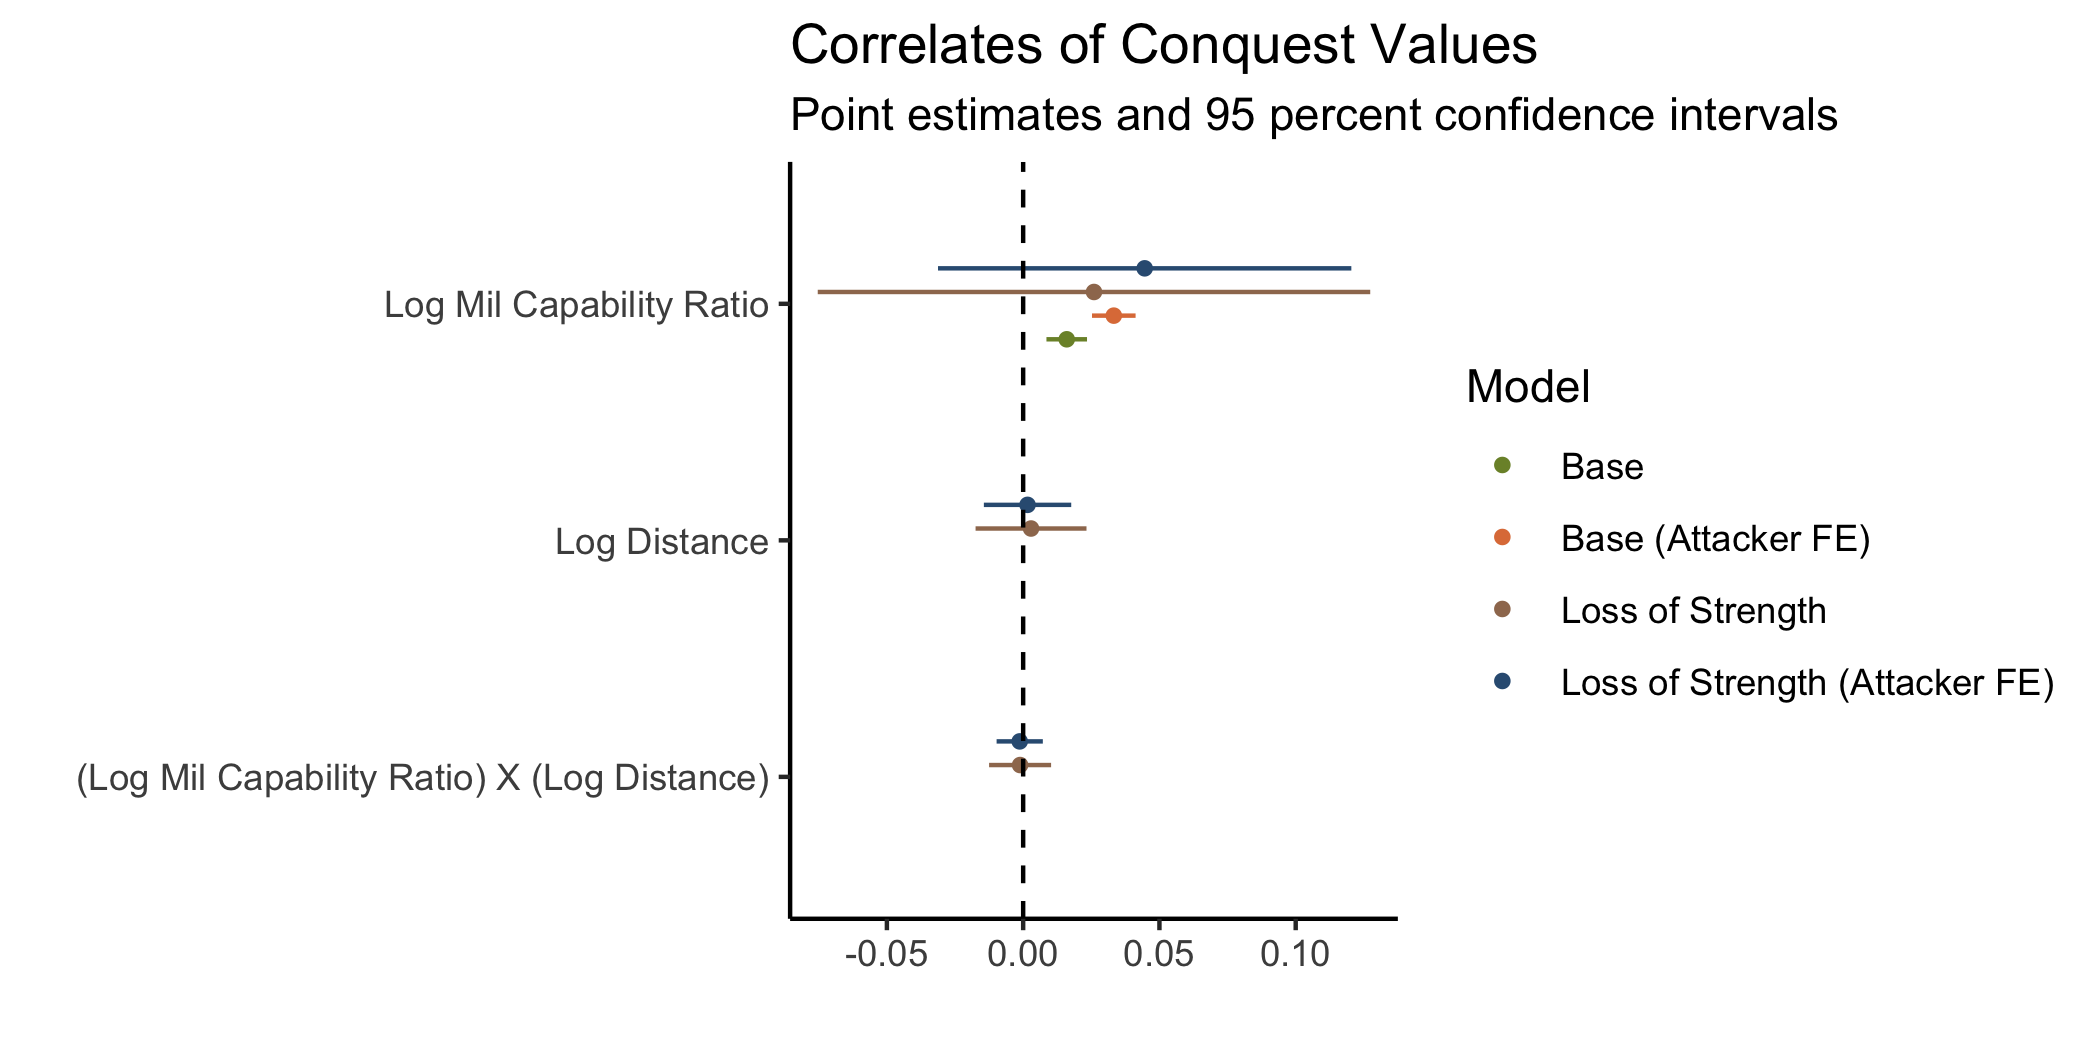 Correlates of Conquest Values
Point estimates and 95 percent confidence intervals
Log Mil Capability Ratio
Log Distance
(Log Mil Capability Ratio) X (Log Distance)
-0.05 0.00 0.05 0.10
Model
Base
Base (Attacker FE)
Loss of Strength
Loss of Strength (Attacker FE)